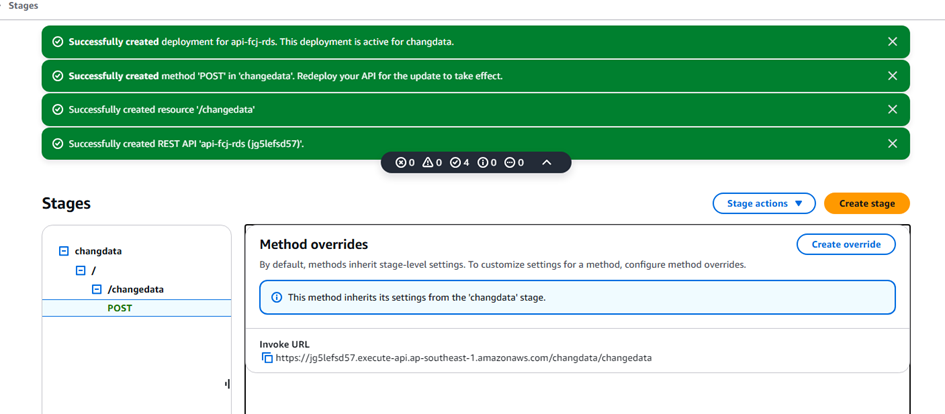 Stages
Successfully created deployment for api-fcj-rds. This deployment is active for changdata.
Successfully created method 'POST' in 'changedata'. Redeploy your API for the update to take effect.
Successfully created resource '/changedata'
Successfully created REST API 'api-fcj-rds (jg5lefsd57)'.
0 0 4 0 0
Stages
Stage actions
Create stage
changdata
/
/changedata
POST
Method overrides
Create override
By default, methods inherit stage-level settings. To customize settings for a method, configure method overrides.
This method inherits its settings from the 'changdata' stage.
Invoke URL
https://jg5lefsd57.execute-api.ap-southeast-1.amazonaws.com/changdata/changedata